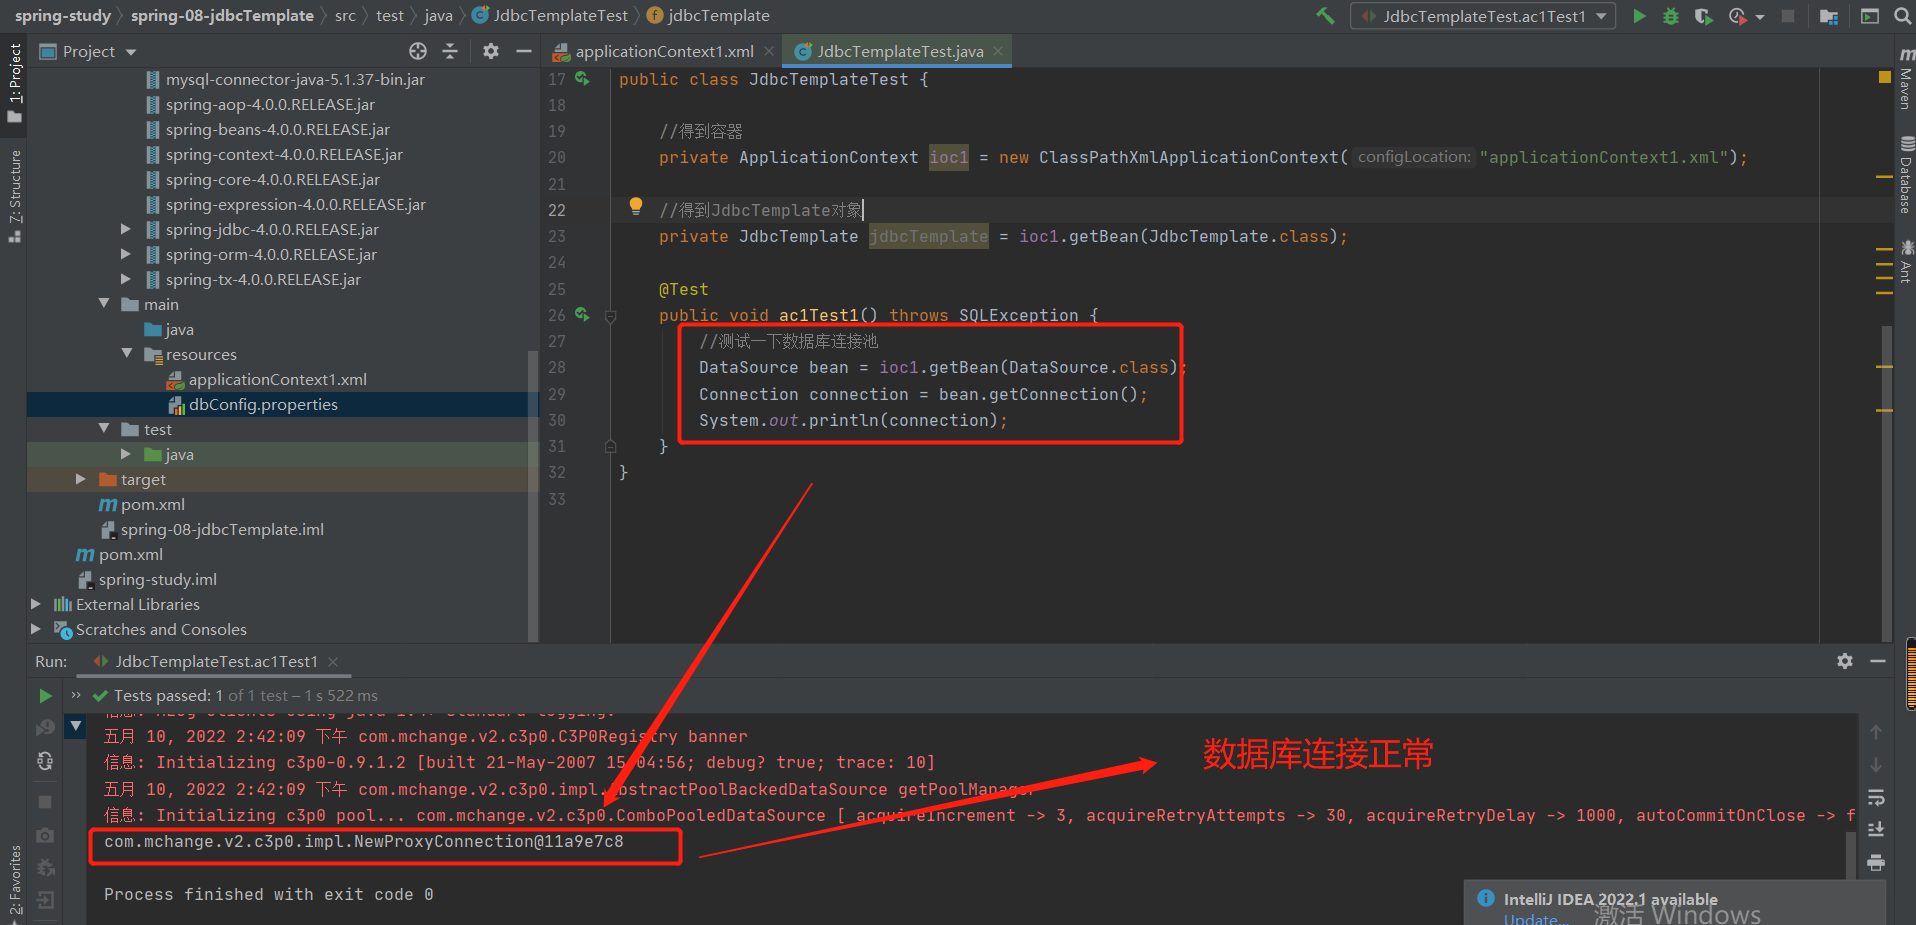 spring-study spring-08-jdbcTemplate src test java JdbcTemplateTest jdbcTemplate
JdbcTemplateTest.ac1Test1
Project
applicationContext1.xml
JdbcTemplateTest.java
1: Project
7: Structure
2: Favorites
mysql-connector-java-5.1.37-bin.jar
spring-aop-4.0.0.RELEASE.jar
spring-beans-4.0.0.RELEASE.jar
spring-context-4.0.0.RELEASE.jar
spring-core-4.0.0.RELEASE.jar
spring-expression-4.0.0.RELEASE.jar
spring-jdbc-4.0.0.RELEASE.jar
spring-orm-4.0.0.RELEASE.jar
spring-tx-4.0.0.RELEASE.jar
main
java
resources
applicationContext1.xml
dbConfig.properties
test
java
target
pom.xml
spring-08-jdbcTemplate.iml
pom.xml
spring-study.iml
External Libraries
Scratches and Consoles
17 public class JdbcTemplateTest {
18
19 //得到容器
20 private ApplicationContext ioc1 = new ClassPathXmlApplicationContext( configLocation: "applicationContext1.xml");
21
22 //得到JdbcTemplate对象
23 private JdbcTemplate jdbcTemplate = ioc1.getBean(JdbcTemplate.class);
24
25 @Test
26 public void ac1Test1() throws SQLException {
27 //测试一下数据库连接池
28 DataSource bean = ioc1.getBean(DataSource.class);
29 Connection connection = bean.getConnection();
30 System.out.println(connection);
31 }
32 }
33
Maven
Database
Ant
Run: JdbcTemplateTest.ac1Test1
Tests passed: 1 of 1 test – 1 s 522 ms
五月 10, 2022 2:42:09 下午 com.mchange.v2.c3p0.C3P0Registry banner
信息: Initializing c3p0-0.9.1.2 [built 21-May-2007 15:04:56; debug? true; trace: 10]
五月 10, 2022 2:42:09 下午 com.mchange.v2.c3p0.impl.AbstractPoolBackedDataSource getPoolManager
信息: Initializing c3p0 pool... com.mchange.v2.c3p0.ComboPooledDataSource [ acquireIncrement -> 3, acquireRetryAttempts -> 30, acquireRetryDelay -> 1000, autoCommitOnClose -> f
com.mchange.v2.c3p0.impl.NewProxyConnection@11a9e7c8
数据库连接正常
Process finished with exit code 0
IntelliJ IDEA 2022.1 available
Update...
激活 Windows